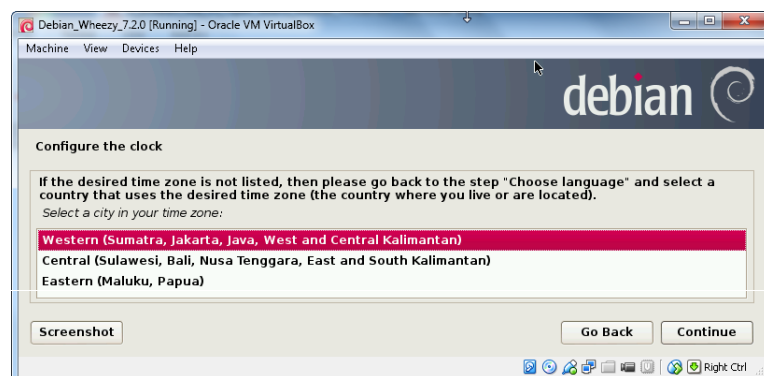 Debian_Wheezy_7.2.0 [Running] - Oracle VM VirtualBox
Machine View Devices Help
debian
Configure the clock
If the desired time zone is not listed, then please go back to the step "Choose language" and select a
country that uses the desired time zone (the country where you live or are located).
Select a city in your time zone:
Western (Sumatra, Jakarta, Java, West and Central Kalimantan)
Central (Sulawesi, Bali, Nusa Tenggara, East and South Kalimantan)
Eastern (Maluku, Papua)
Screenshot Go Back Continue
Right Ctrl